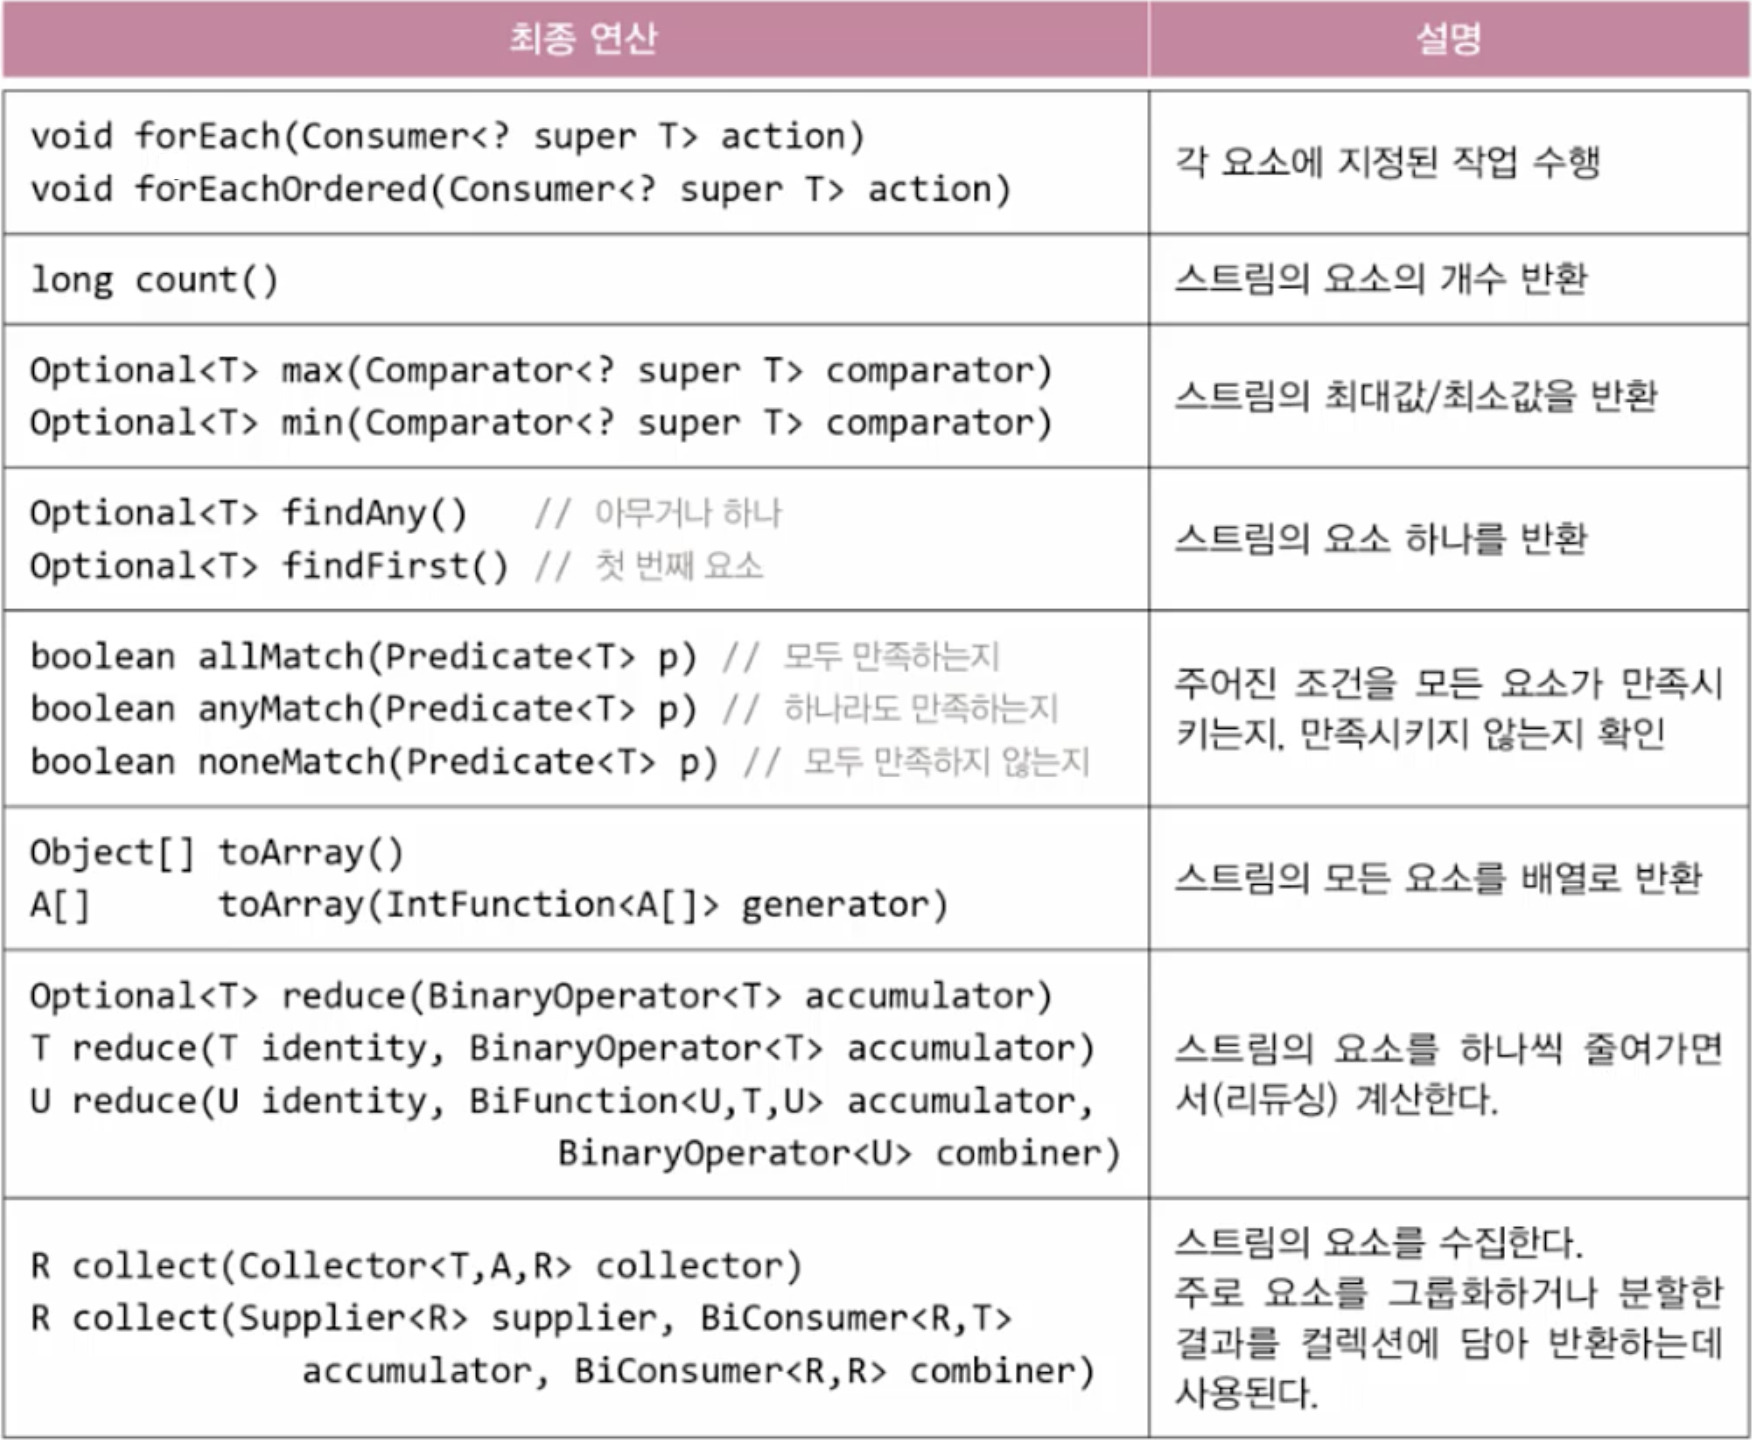 최종 연산
설명
void forEach(Consumer<? super T> action)
void forEachOrdered(Consumer<? super T> action)
각 요소에 지정된 작업 수행
long count()
스트림의 요소의 개수 반환
Optional<T> max(Comparator<? super T> comparator)
Optional<T> min(Comparator<? super T> comparator)
스트림의 최대값/최소값을 반환
Optional<T> findAny()   // 아무거나 하나
Optional<T> findFirst() // 첫 번째 요소
스트림의 요소 하나를 반환
boolean allMatch(Predicate<T> p) // 모두 만족하는지
boolean anyMatch(Predicate<T> p) // 하나라도 만족하는지
boolean noneMatch(Predicate<T> p) // 모두 만족하지 않는지
주어진 조건을 모든 요소가 만족시
키는지, 만족시키지 않는지 확인
Object[] toArray()
A[]      toArray(IntFunction<A[]> generator)
스트림의 모든 요소를 배열로 반환
Optional<T> reduce(BinaryOperator<T> accumulator)
T reduce(T identity, BinaryOperator<T> accumulator)
U reduce(U identity, BiFunction<U,T,U> accumulator,
BinaryOperator<U> combiner)
스트림의 요소를 하나씩 줄여가면
서(리듀싱) 계산한다.
R collect(Collector<T,A,R> collector)
R collect(Supplier<R> supplier, BiConsumer<R,T>
accumulator, BiConsumer<R,R> combiner)
스트림의 요소를 수집한다.
주로 요소를 그룹화하거나 분할한
결과를 컬렉션에 담아 반환하는데
사용된다.